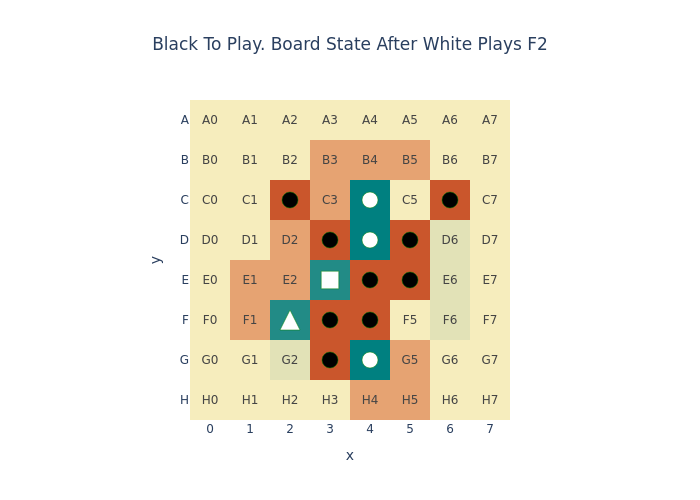 Black To Play. Board State After White Plays F2
A A0 A1 A2 A3 A4 A5 A6 A7
B B0 B1 B2 B3 B4 B5 B6 B7
C C0 C1 C3 C5 C7
D D0 D1 D2 D6 D7
E E0 E1 E2 E6 E7
F F0 F1 F5 F6 F7
G G0 G1 G2 G5 G6 G7
H H0 H1 H2 H3 H4 H5 H6 H7
0 1 2 3 4 5 6 7
x
y